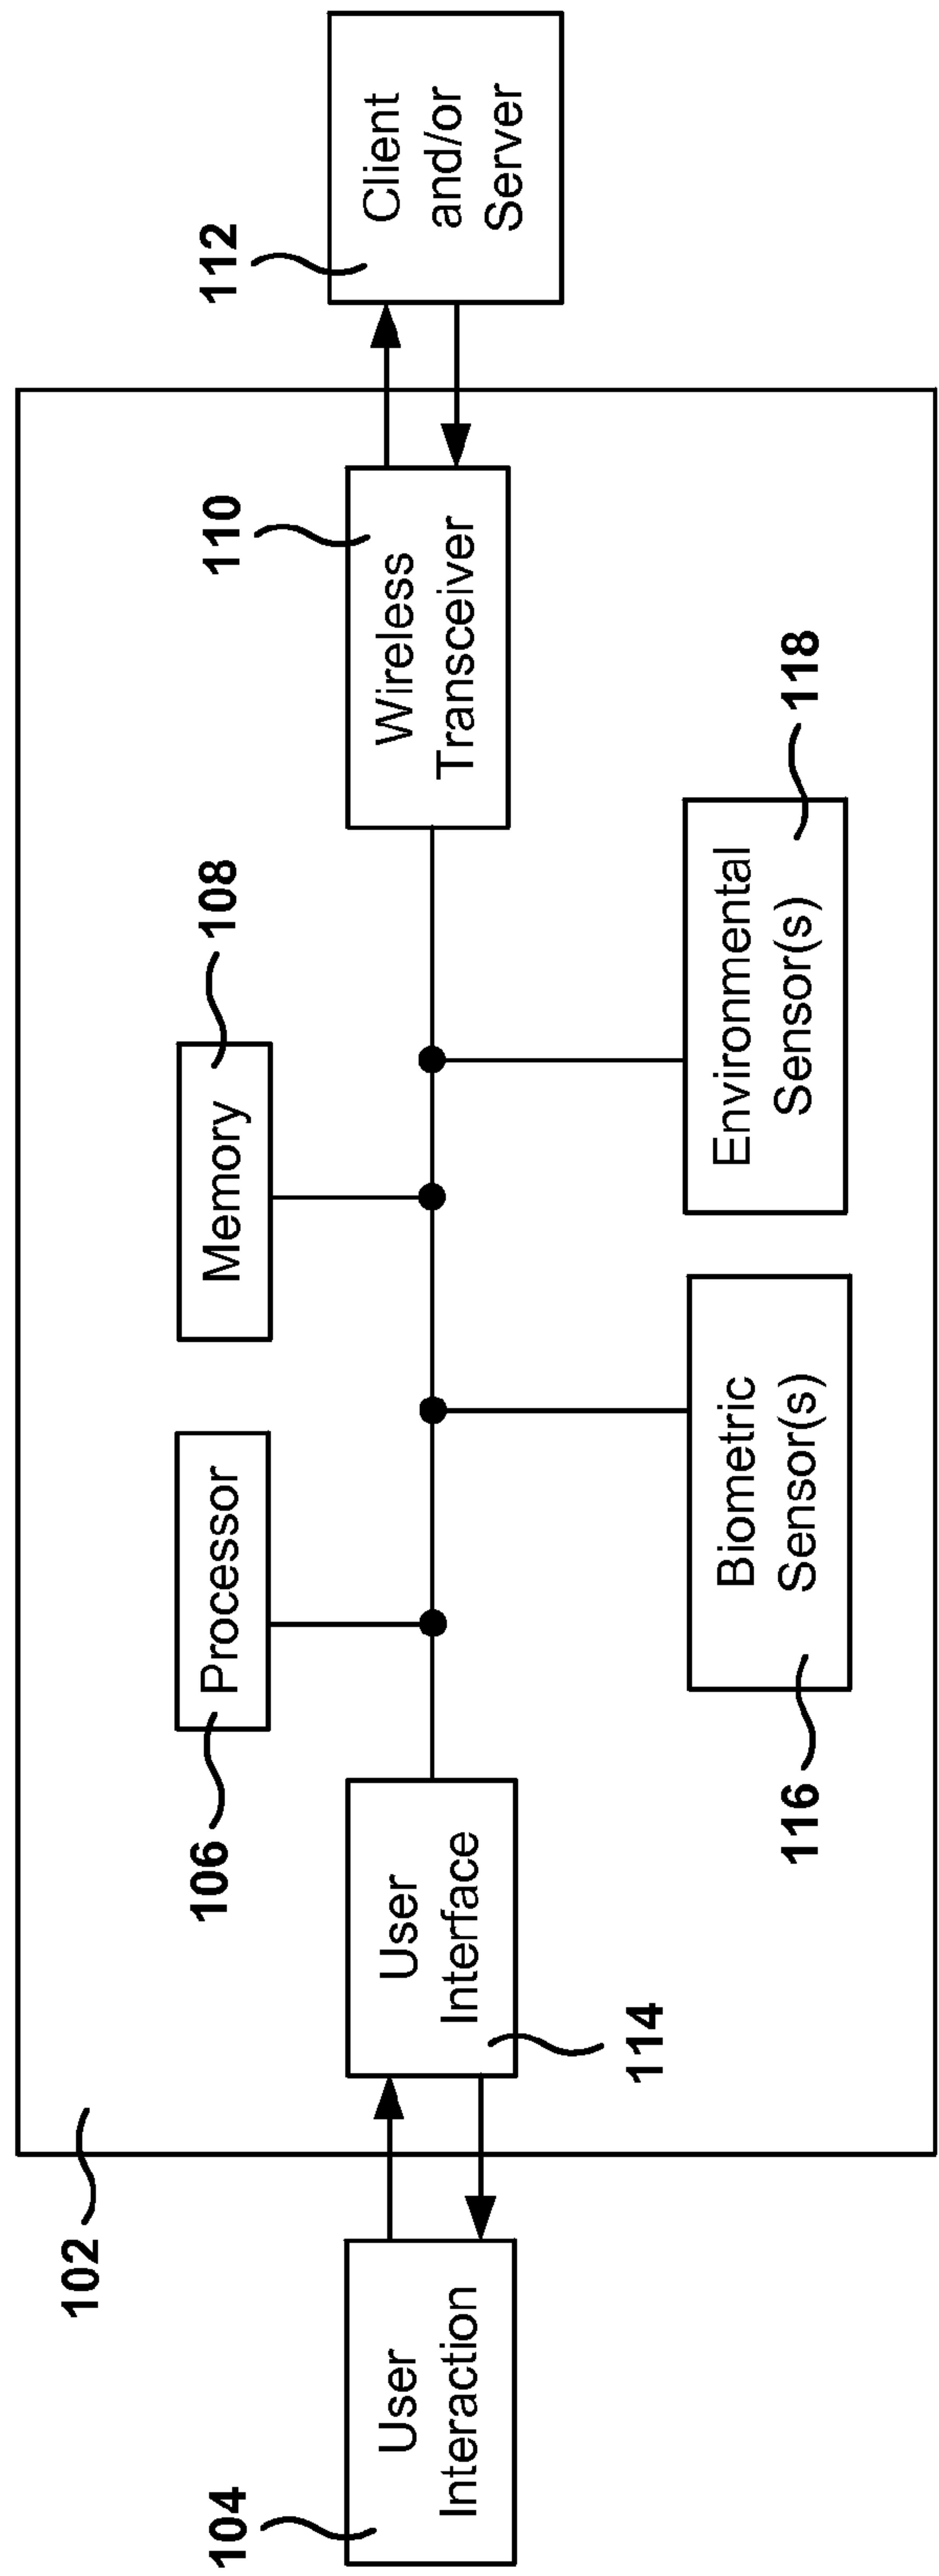 102
104
User
Interaction
User
Interface
114
106
Processor
Memory
108
Wireless
Transceiver
110
112
Client
and/or
Server
116
Biometric
Sensor(s)
Environmental
Sensor(s)
118